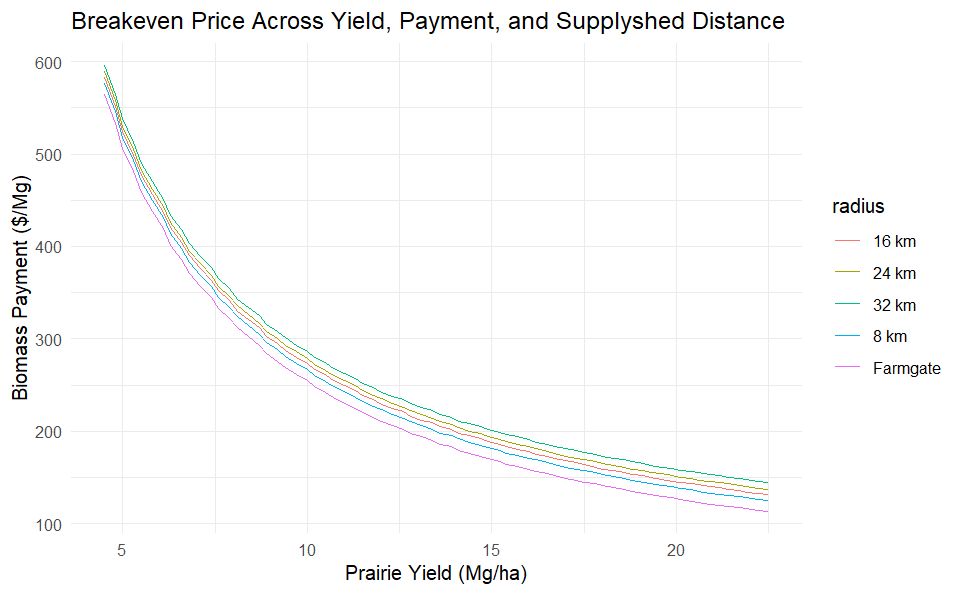 Breakeven Price Across Yield, Payment, and Supplyshed Distance
600
500
400
300
200
100
Biomass Payment ($/Mg)
5
10
15
20
Prairie Yield (Mg/ha)
radius
16 km
24 km
32 km
8 km
Farmgate